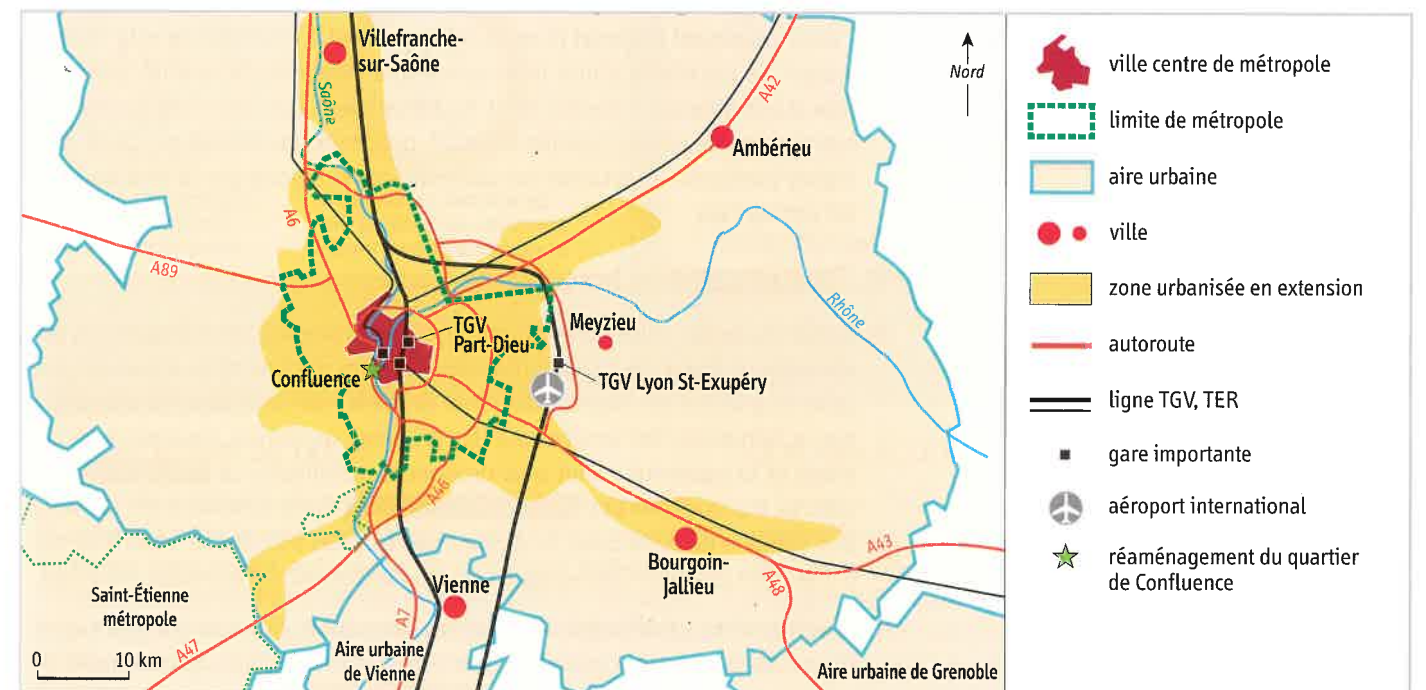 Villefranche-
sur-Saône
Saône
Nord
A42
Ambérieu
A6
A89
Rhône
TGV
Part-Dieu
Meyzieu
Confluence
TGV Lyon St-Exupéry
A46
Bourgoin-
Jallieu
A43
A48
Saint-Étienne
métropole
Vienne
A7
A47
Aire urbaine
de Vienne
Aire urbaine de Grenoble
0 10 km
ville centre de métropole
limite de métropole
aire urbaine
ville
zone urbanisée en extension
autoroute
ligne TGV, TER
gare importante
aéroport international
réaménagement du quartier
de Confluence